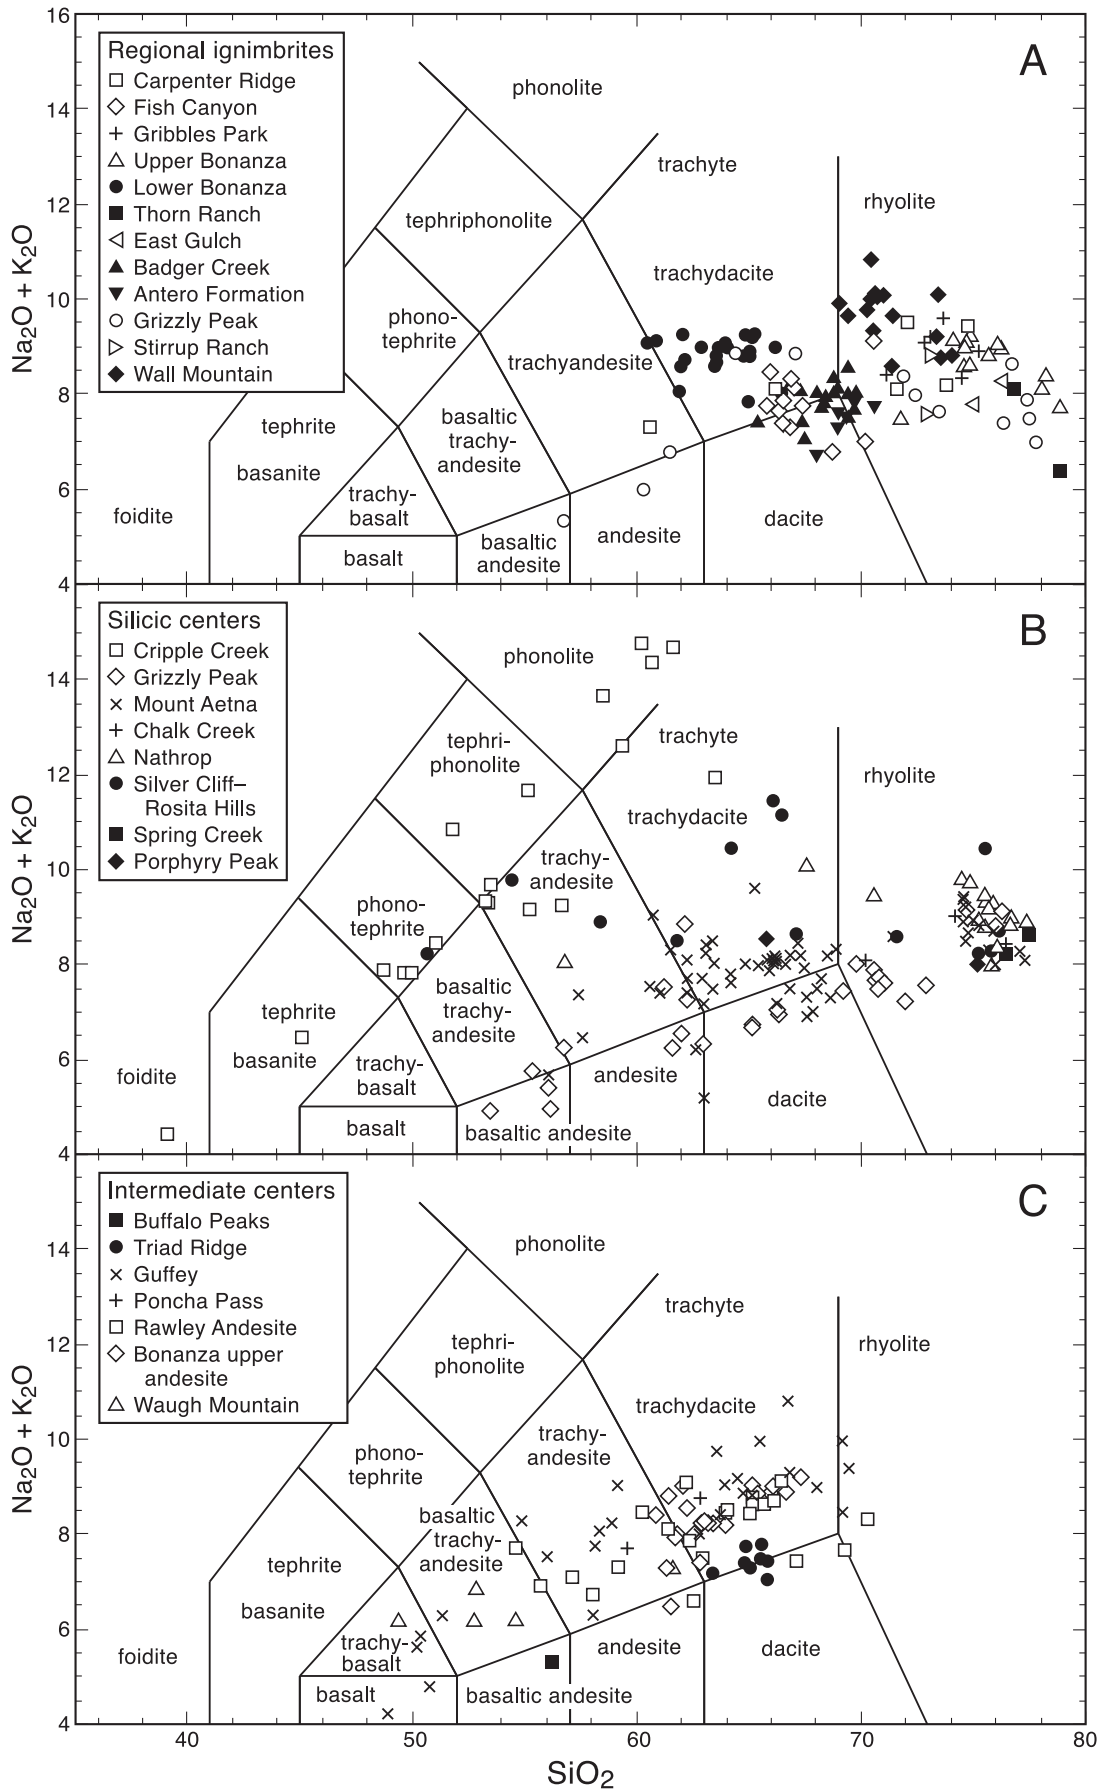 16
14
12
10
8
6
4
Na2O + K2O
A
Regional ignimbrites
Carpenter Ridge
Fish Canyon
Gribbles Park
Upper Bonanza
Lower Bonanza
Thorn Ranch
East Gulch
Badger Creek
Antero Formation
Grizzly Peak
Stirrup Ranch
Wall Mountain
phonolite
trachyte
rhyolite
tephriphonolite
trachydacite
phono-
tephrite
trachyandesite
tephrite
basanite
basaltic
trachy-
andesite
trachy-
basalt
foidite
basalt
basaltic
andesite
andesite
dacite
14
12
10
8
6
4
Na2O + K2O
B
Silicic centers
Cripple Creek
Grizzly Peak
Mount Aetna
Chalk Creek
Nathrop
Silver Cliff–
Rosita Hills
Spring Creek
Porphyry Peak
phonolite
tephri-
phonolite
trachyte
rhyolite
trachydacite
trachy-
andesite
phono-
tephrite
basaltic
trachy-
andesite
tephrite
basanite
trachy-
basalt
foidite
basalt
basaltic andesite
andesite
dacite
14
12
10
8
6
4
Na2O + K2O
C
Intermediate centers
Buffalo Peaks
Triad Ridge
Guffey
Poncha Pass
Rawley Andesite
Bonanza upper
andesite
Waugh Mountain
phonolite
trachyte
tephri-
phonolite
rhyolite
trachydacite
trachy-
andesite
phono-
tephrite
basaltic
trachy-
andesite
tephrite
basanite
trachy-
basalt
foidite
basalt
basaltic andesite
andesite
dacite
40 50 60 70 80
SiO2